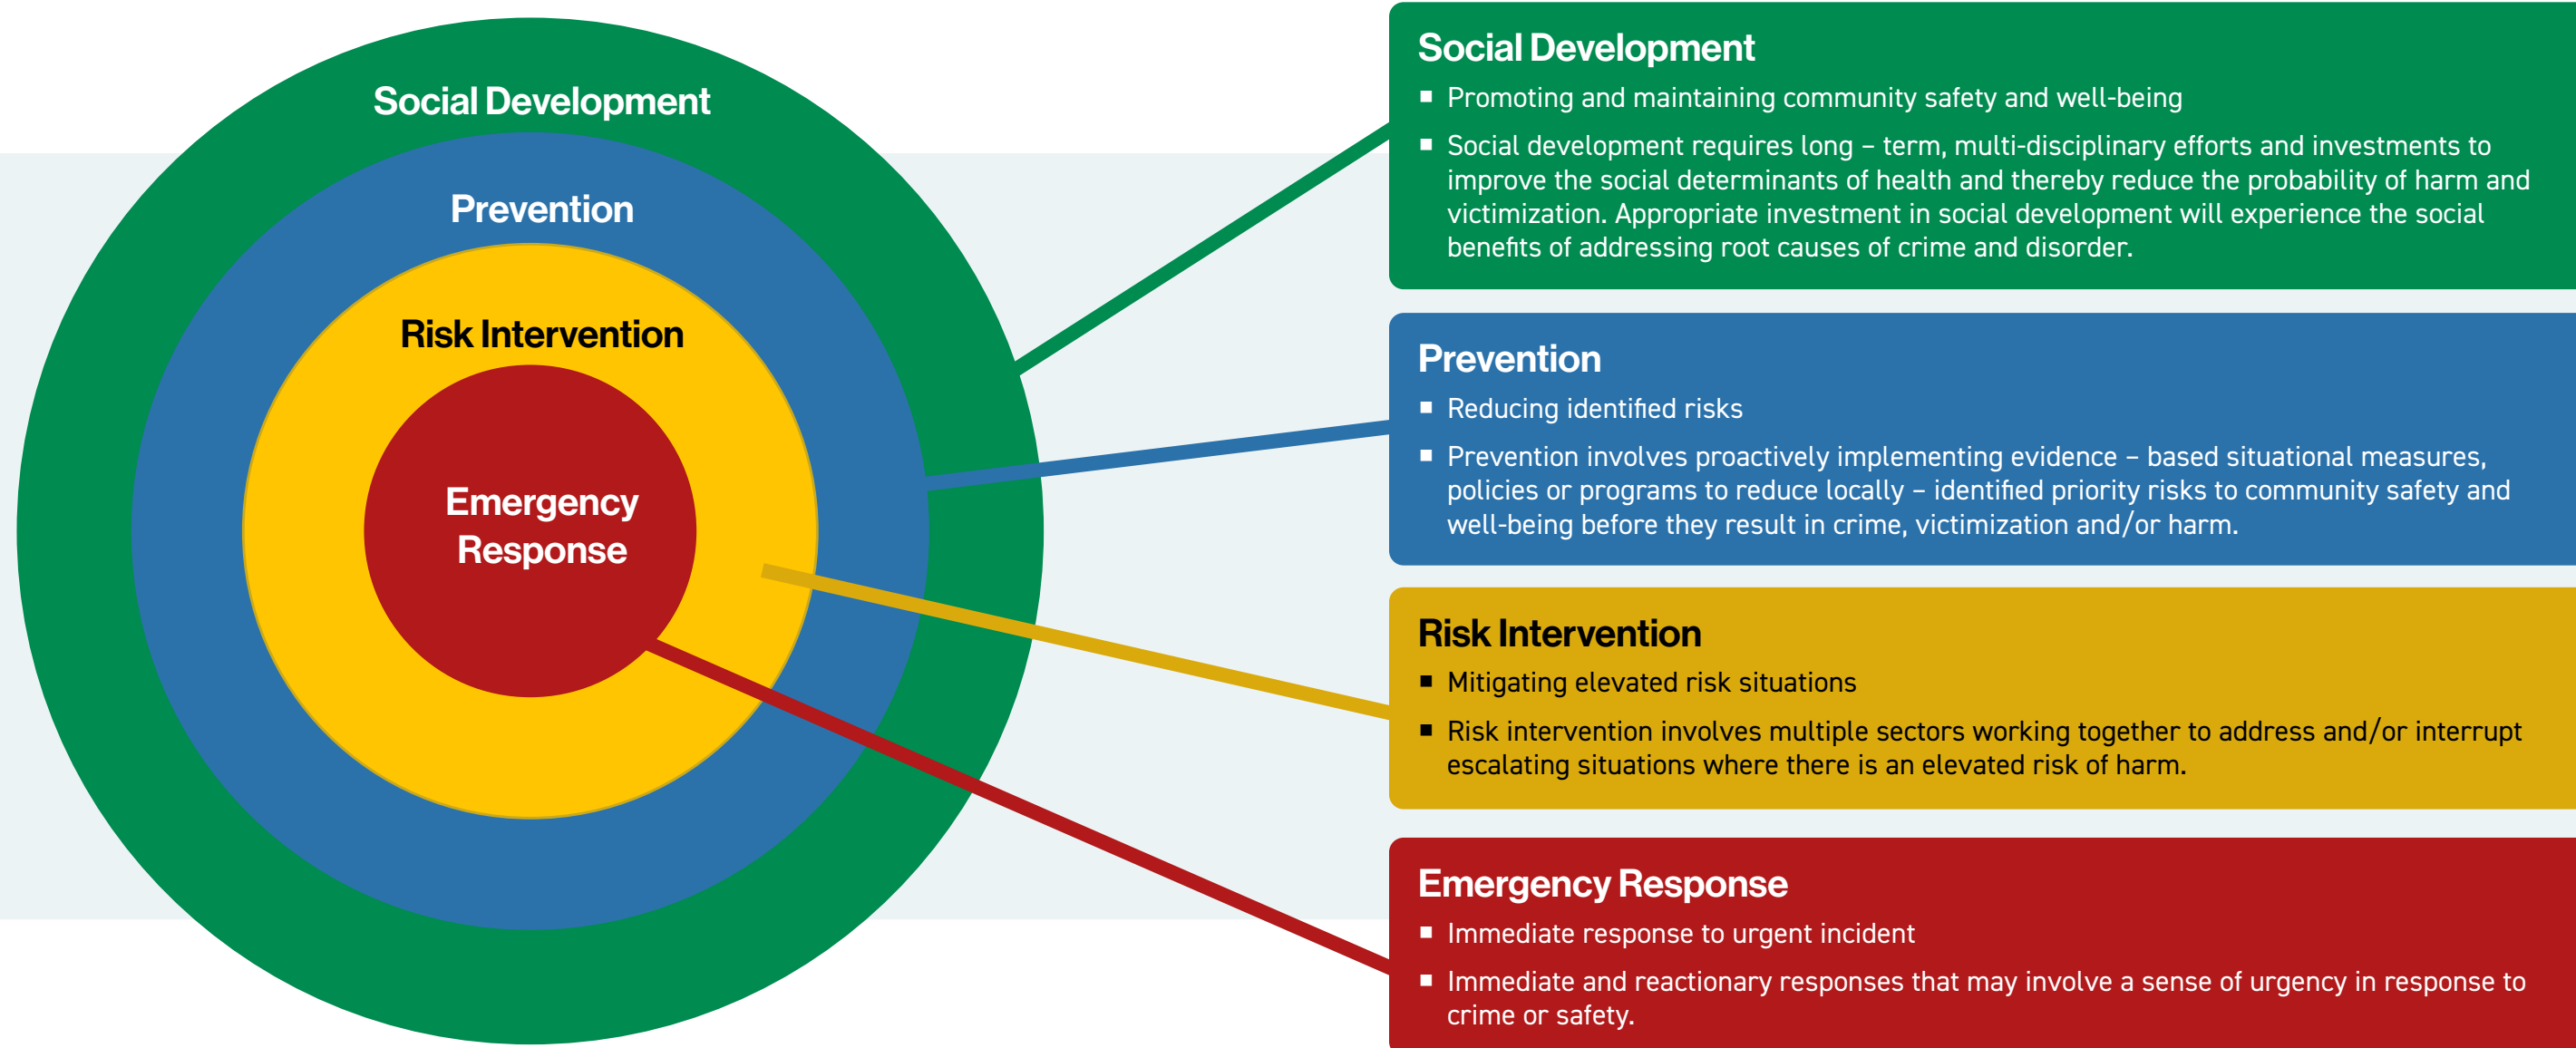 Social Development
Prevention
Risk Intervention
Emergency
Response
Social Development
▪ Promoting and maintaining community safety and well-being
▪ Social development requires long – term, multi-disciplinary efforts and investments to
improve the social determinants of health and thereby reduce the probability of harm and
victimization. Appropriate investment in social development will experience the social
benefits of addressing root causes of crime and disorder.
Prevention
▪ Reducing identified risks
▪ Prevention involves proactively implementing evidence – based situational measures,
policies or programs to reduce locally – identified priority risks to community safety and
well-being before they result in crime, victimization and/or harm.
Risk Intervention
▪ Mitigating elevated risk situations
▪ Risk intervention involves multiple sectors working together to address and/or interrupt
escalating situations where there is an elevated risk of harm.
Emergency Response
▪ Immediate response to urgent incident
▪ Immediate and reactionary responses that may involve a sense of urgency in response to
crime or safety.